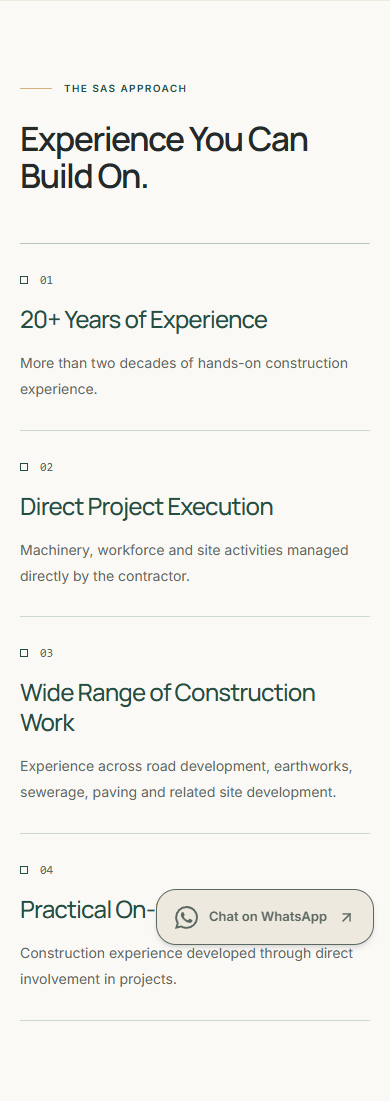 THE SAS APPROACH
Experience You Can
Build On.
01
20+ Years of Experience
More than two decades of hands-on construction
experience.
02
Direct Project Execution
Machinery, workforce and site activities managed
directly by the contractor.
03
Wide Range of Construction
Work
Experience across road development, earthworks,
sewerage, paving and related site development.
04
Practical On-
Chat on WhatsApp
Construction experience developed through direct
involvement in projects.